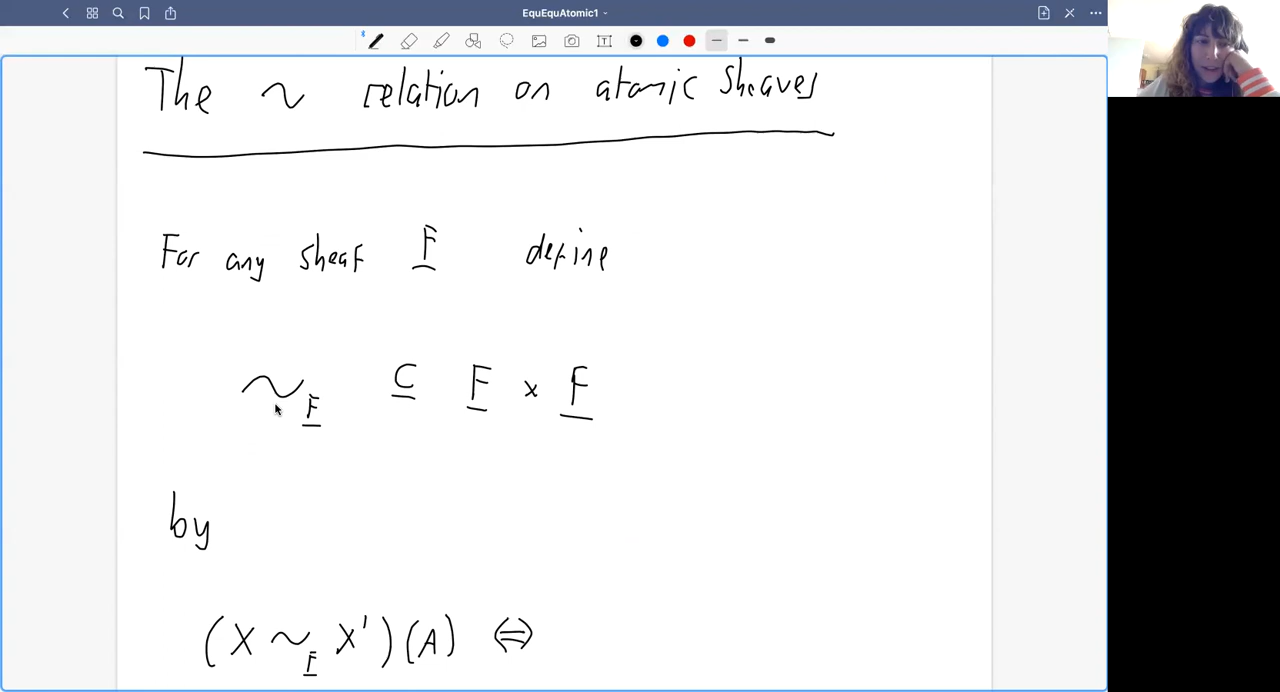 EquEquAtomic1
The ~ relation on atomic sheaves
For any sheaf F define
~F ⊆ F × F
by
(X ~F X')(A) ⇔